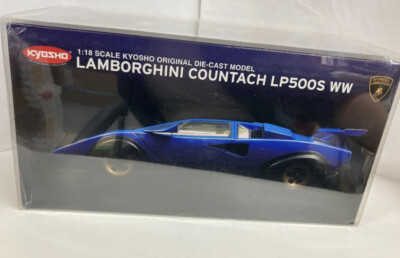 KYOSHO
1:18 SCALE KYOSHO ORIGINAL DIE-CAST MODEL
LAMBORGHINI COUNTACH LP500S WW